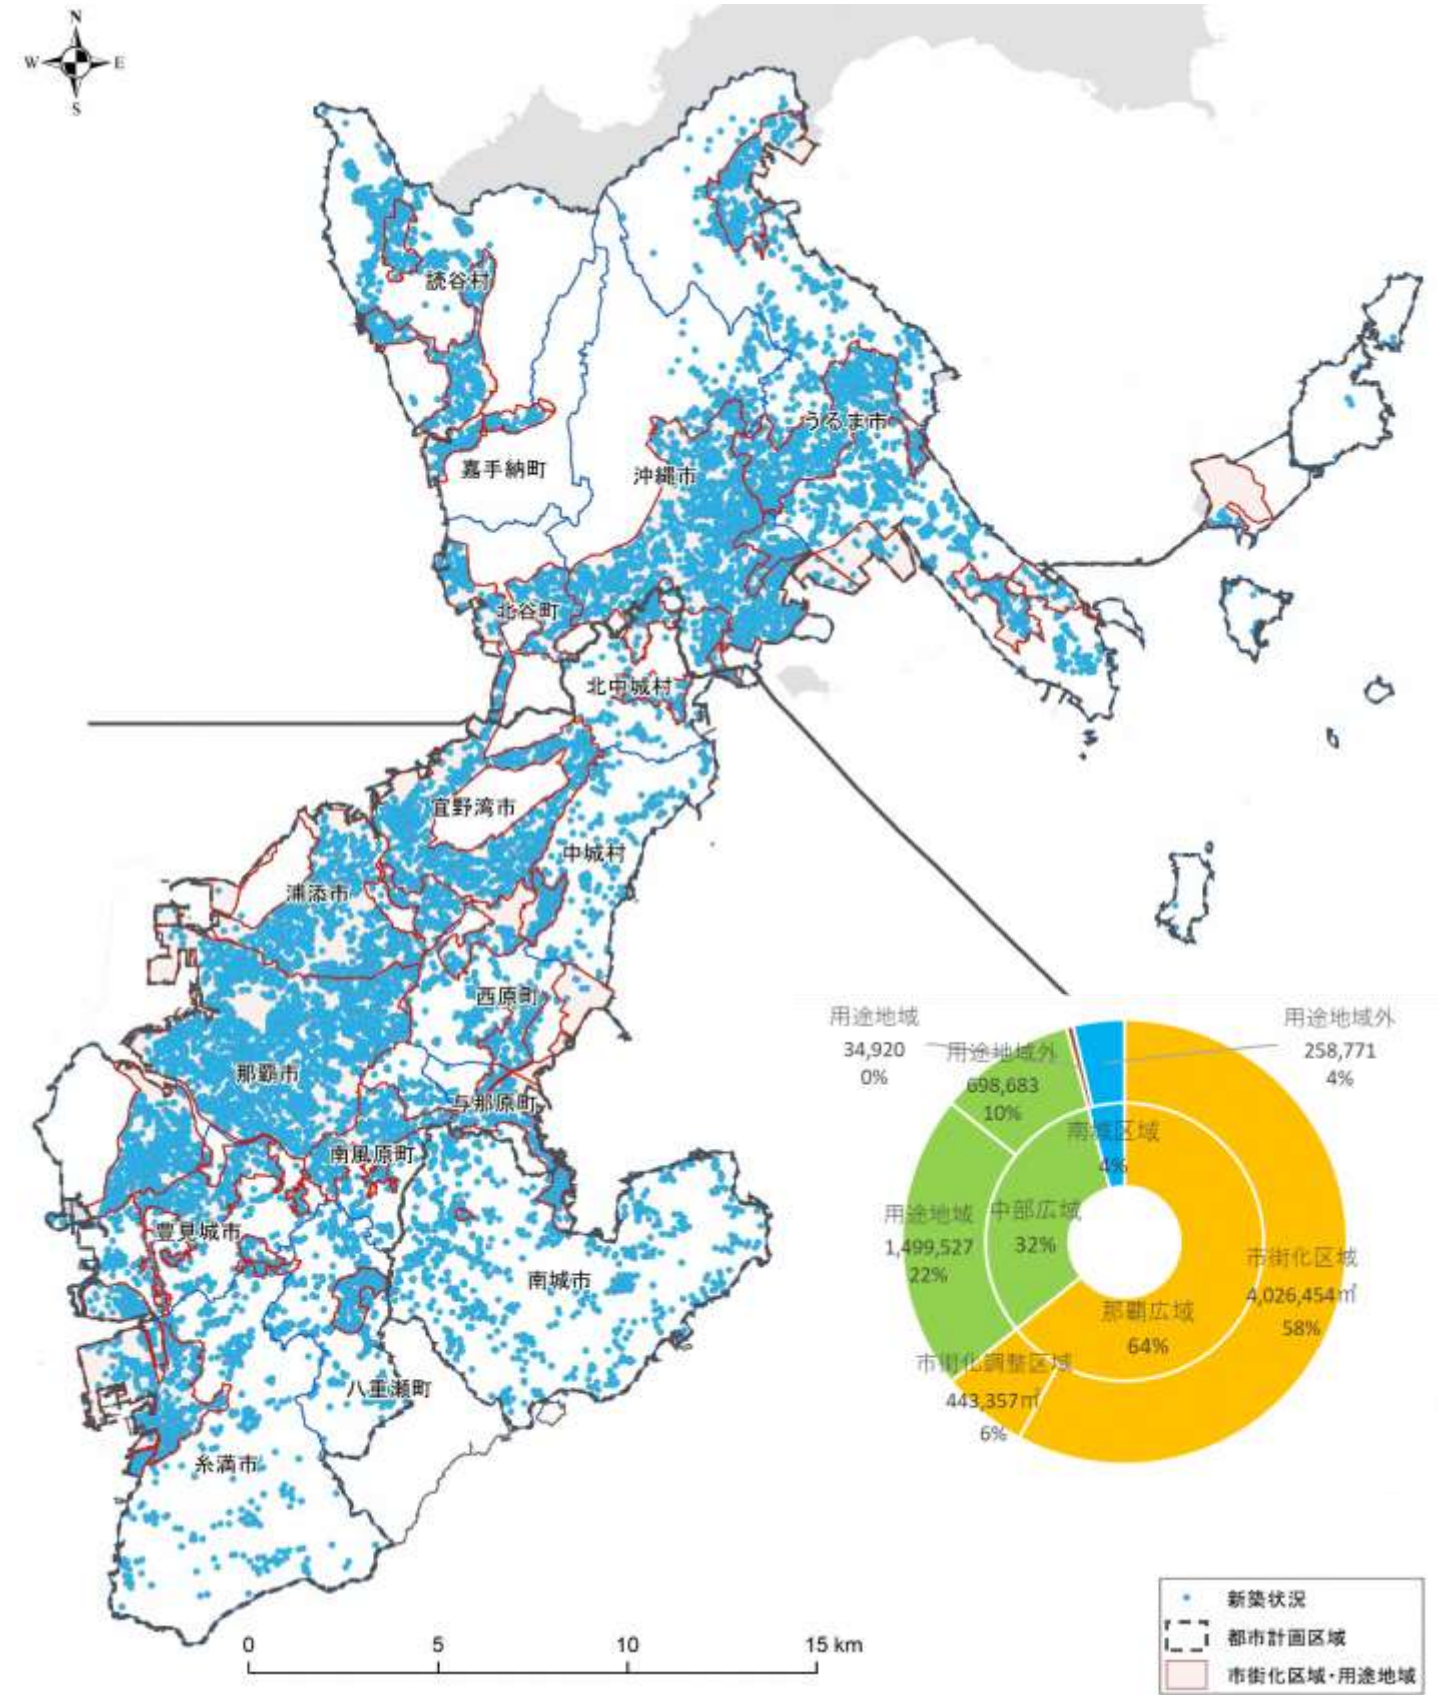 N
W
E
S
読谷村
うるま市
嘉手納町
沖縄市
北谷町
北中城村
宜野湾市
中城村
浦添市
西原町
那覇市
与那原町
南風原町
豊見城市
南城市
八重瀬町
糸満市
用途地域
34,920
0%
用途地域外
698,683
10%
用途地域外
258,771
4%
南城区域
4%
用途地域
1,499,527
22%
中部広域
32%
市街化区域
4,026,454㎡
58%
那覇広域
64%
市街化調整区域
443,357㎡
6%
0
5
10
15 km
新築状況
都市計画区域
市街化区域・用途地域